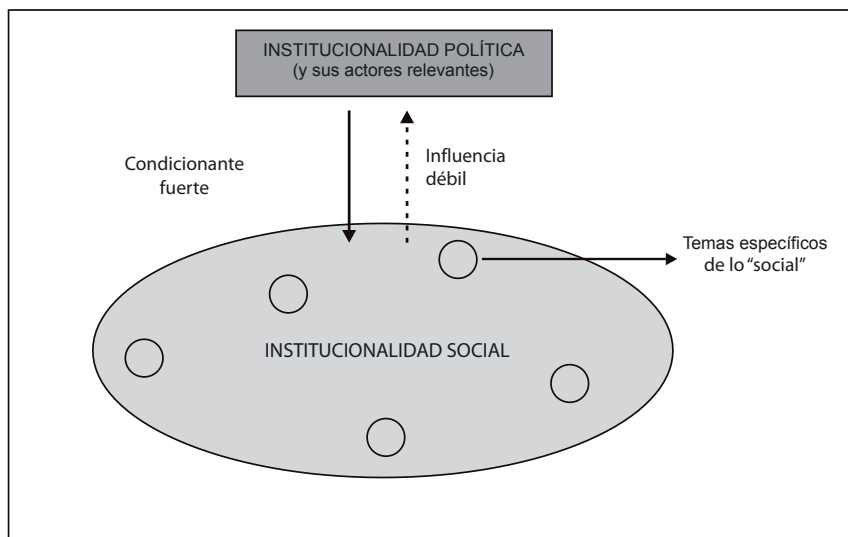 INSTITUCIONALIDAD POLÍTICA
(y sus actores relevantes)
Condicionante
fuerte
Influencia
débil
Temas específicos
de lo “social”
INSTITUCIONALIDAD SOCIAL